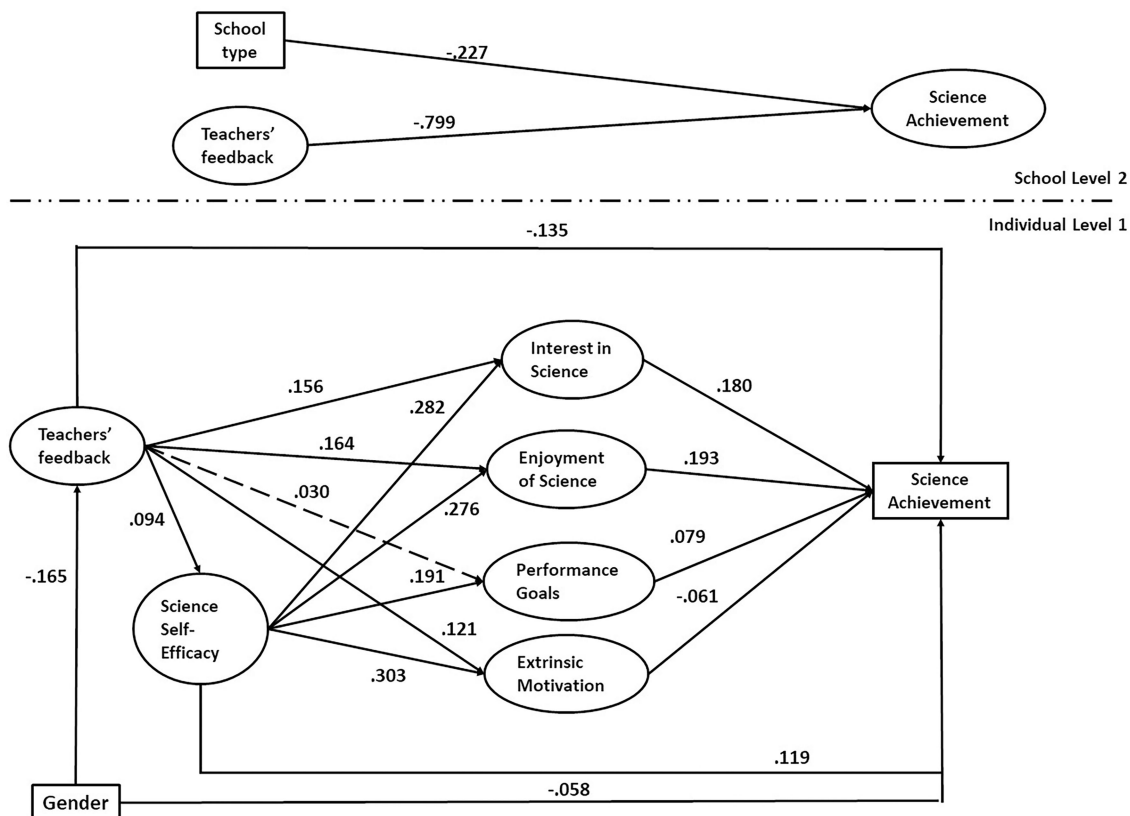 School
type
-.227
Science
Achievement
Teachers'
feedback
-.799
School Level 2
Individual Level 1
-.135
Interest in
Science
.156
.282
.180
Teachers'
feedback
.164
Enjoyment
of Science
.193
Science
Achievement
.030
.276
.094
.079
Performance
Goals
-.165
.191
-.061
Science
Self-
Efficacy
.121
Extrinsic
Motivation
.303
.119
-.058
Gender